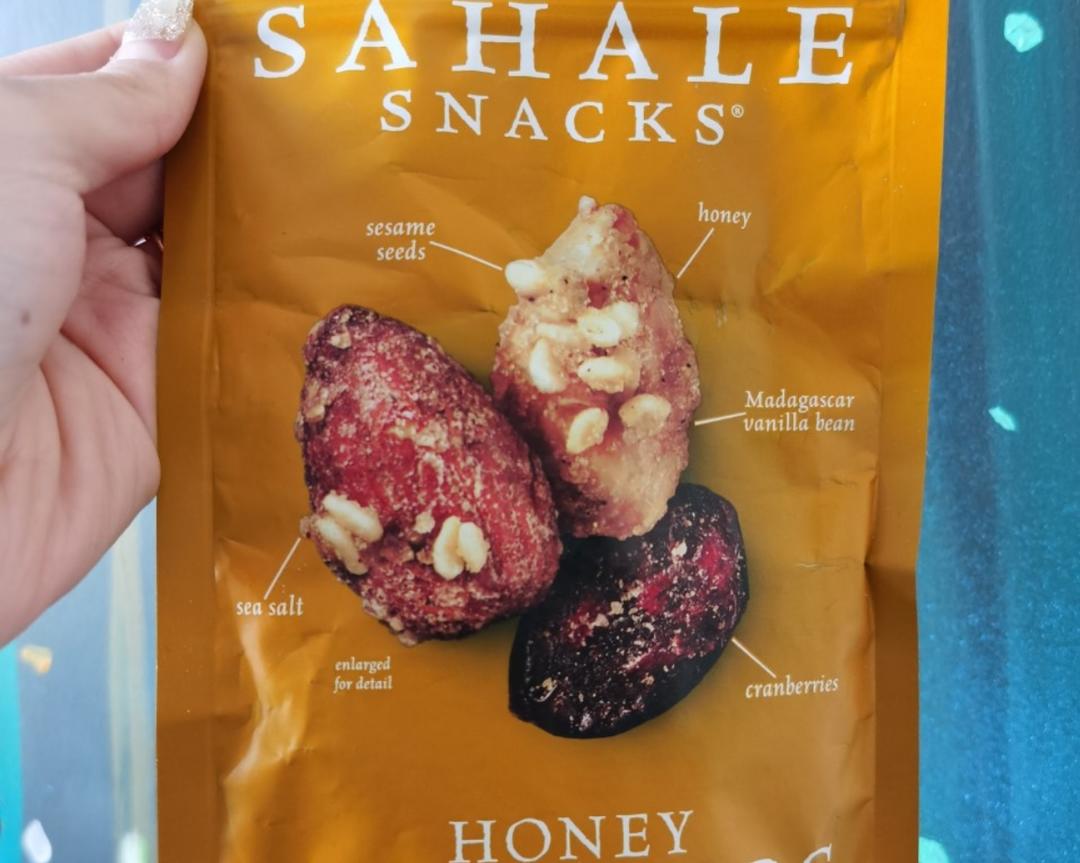 SAHALE
SNACKS®
sesame
seeds
honey
Madagascar
vanilla bean
sea salt
enlarged
for detail
cranberries
HONEY